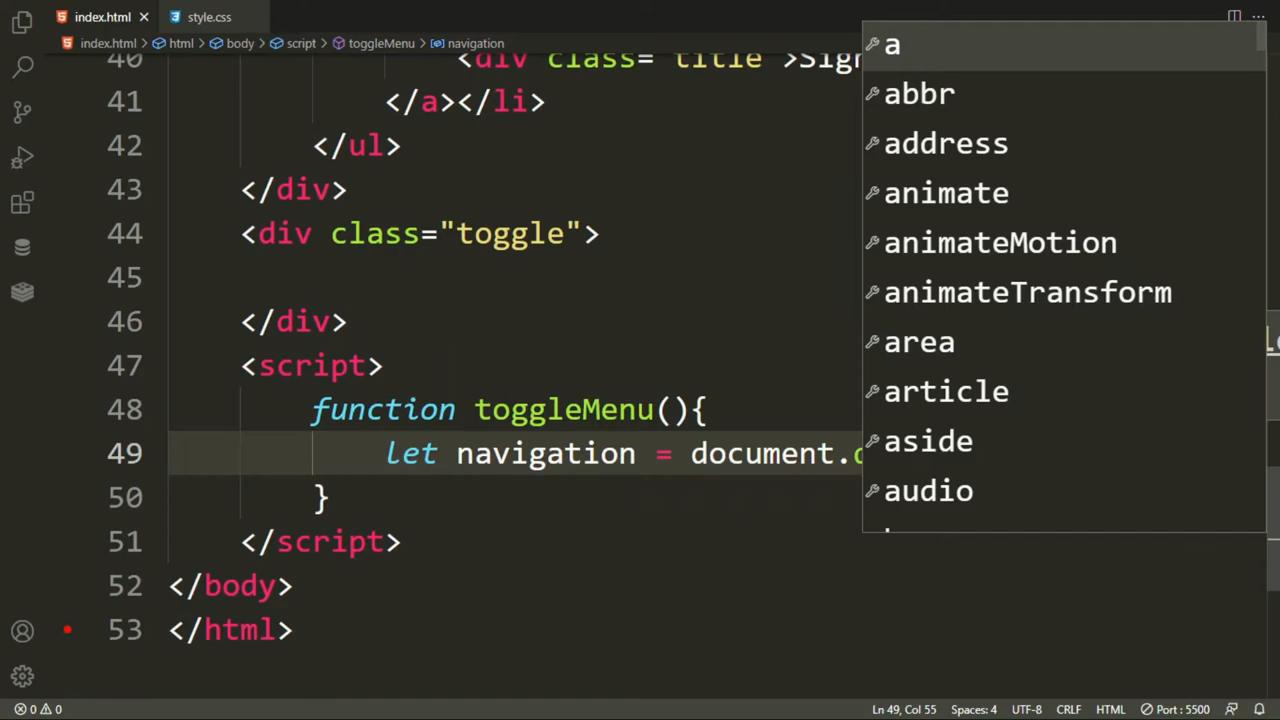 index.html
style.css
index.html
html
body
script
toggleMenu
navigation
40 <div class="title">Sign
41 </a></li>
42 </ul>
43 </div>
44 <div class="toggle">
45
46 </div>
47 <script>
48 function toggleMenu(){
49 let navigation = document.
50 }
51 </script>
52 </body>
53 </html>
a
abbr
address
animate
animateMotion
animateTransform
area
article
aside
audio
0 0
Ln 49, Col 55
Spaces: 4
UTF-8
CRLF
HTML
Port : 5500